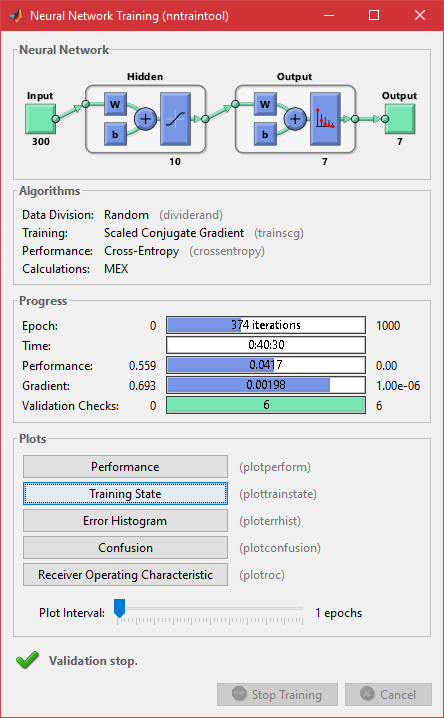 Neural Network Training (nntraintool)
Neural Network
Hidden
Output
Input
W
b
+
W
b
+
Output
300
10
7
7
Algorithms
Data Division: Random (dividerand)
Training: Scaled Conjugate Gradient (trainscg)
Performance: Cross-Entropy (crossentropy)
Calculations: MEX
Progress
Epoch: 0 374 iterations 1000
Time: 0:40:30
Performance: 0.559 0.0417 0.00
Gradient: 0.693 0.00198 1.00e-06
Validation Checks: 0 6 6
Plots
Performance (plotperform)
Training State (plottrainstate)
Error Histogram (ploterrhist)
Confusion (plotconfusion)
Receiver Operating Characteristic (plotroc)
Plot Interval: 1 epochs
Validation stop.
Stop Training Cancel